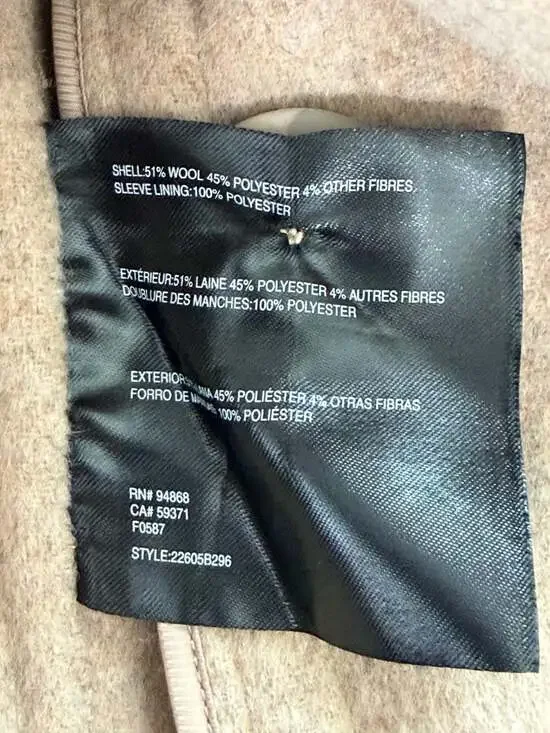 SHELL:51% WOOL 45% POLYESTER 4% OTHER FIBRES
SLEEVE LINING:100% POLYESTER
EXTÉRIEUR:51% LAINE 45% POLYESTER 4% AUTRES FIBRES
DOUBLURE DES MANCHES:100% POLYESTER
EXTERIOR 45% POLIÉSTER 4% OTRAS FIBRAS
FORRO DE 100% POLIÉSTER
RN# 94868
CA# 59371
F0587
STYLE:22605B296